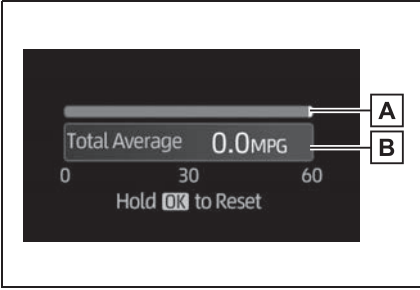 A
Total Average 0.0MPG
B
0 30 60
Hold OK to Reset